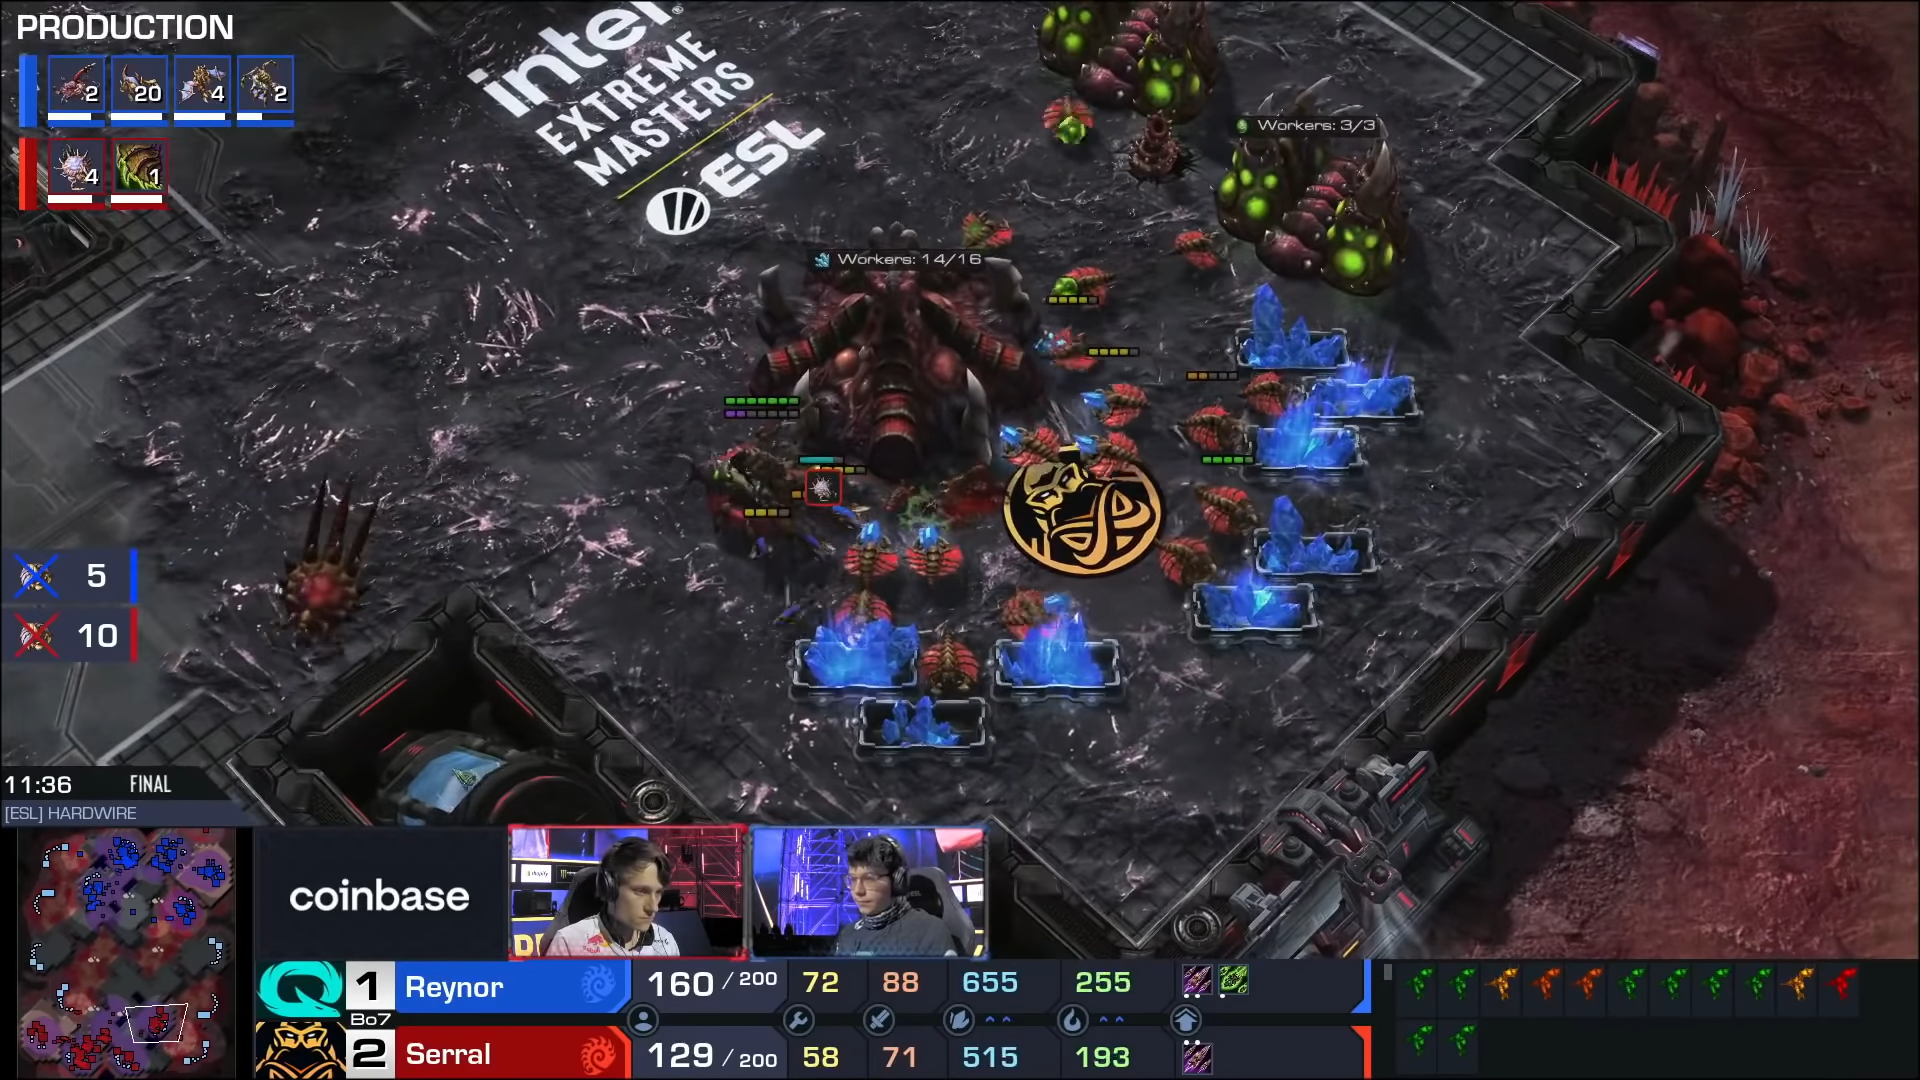 PRODUCTION
2 20 4 2
4 1
intel
EXTREME
MASTERS
ESL
Workers: 3/3
Workers: 14/16
5
10
11:36 FINAL
[ESL] HARDWIRE
coinbase
1 Reynor 160 / 200 72 88 655 255
Bo7
2 Serral 129 / 200 58 71 515 193